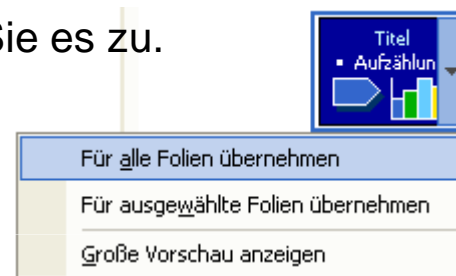 Sie es zu.
Titel
▪ Aufzählun
Für alle Folien übernehmen
Für ausgewählte Folien übernehmen
Große Vorschau anzeigen